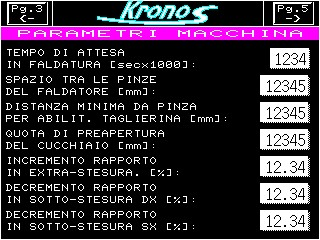 Pg.3
<-
Kronos
Pg.5
->
PARAMETRI MACCHINA
TEMPO DI ATTESA
IN FALDATURA [secx1000]: 1234
SPAZIO TRA LE PINZE
DEL FALDATORE [mm]: 12345
DISTANZA MINIMA DA PINZA
PER ABILIT. TAGLIERINA [mm]: 12345
QUOTA DI PREAPERTURA
DEL CUCCHIAIO [mm]: 12345
INCREMENTO RAPPORTO
IN EXTRA-STESURA. [%]: 12.34
DECREMENTO RAPPORTO
IN SOTTO-STESURA DX [%]: 12.34
DECREMENTO RAPPORTO
IN SOTTO-STESURA SX [%]: 12.34